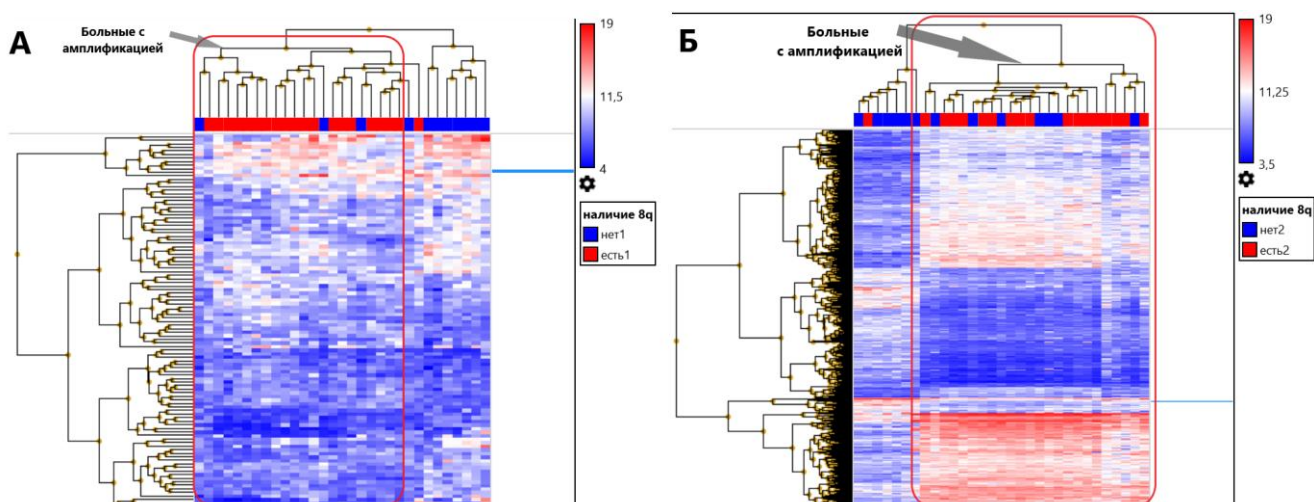 А
Больные с
амплификацией
19
11,5
4
наличие 8q
нет1
есть1
Б
Больные
с амплификацией
19
11,25
3,5
наличие 8q
нет2
есть2